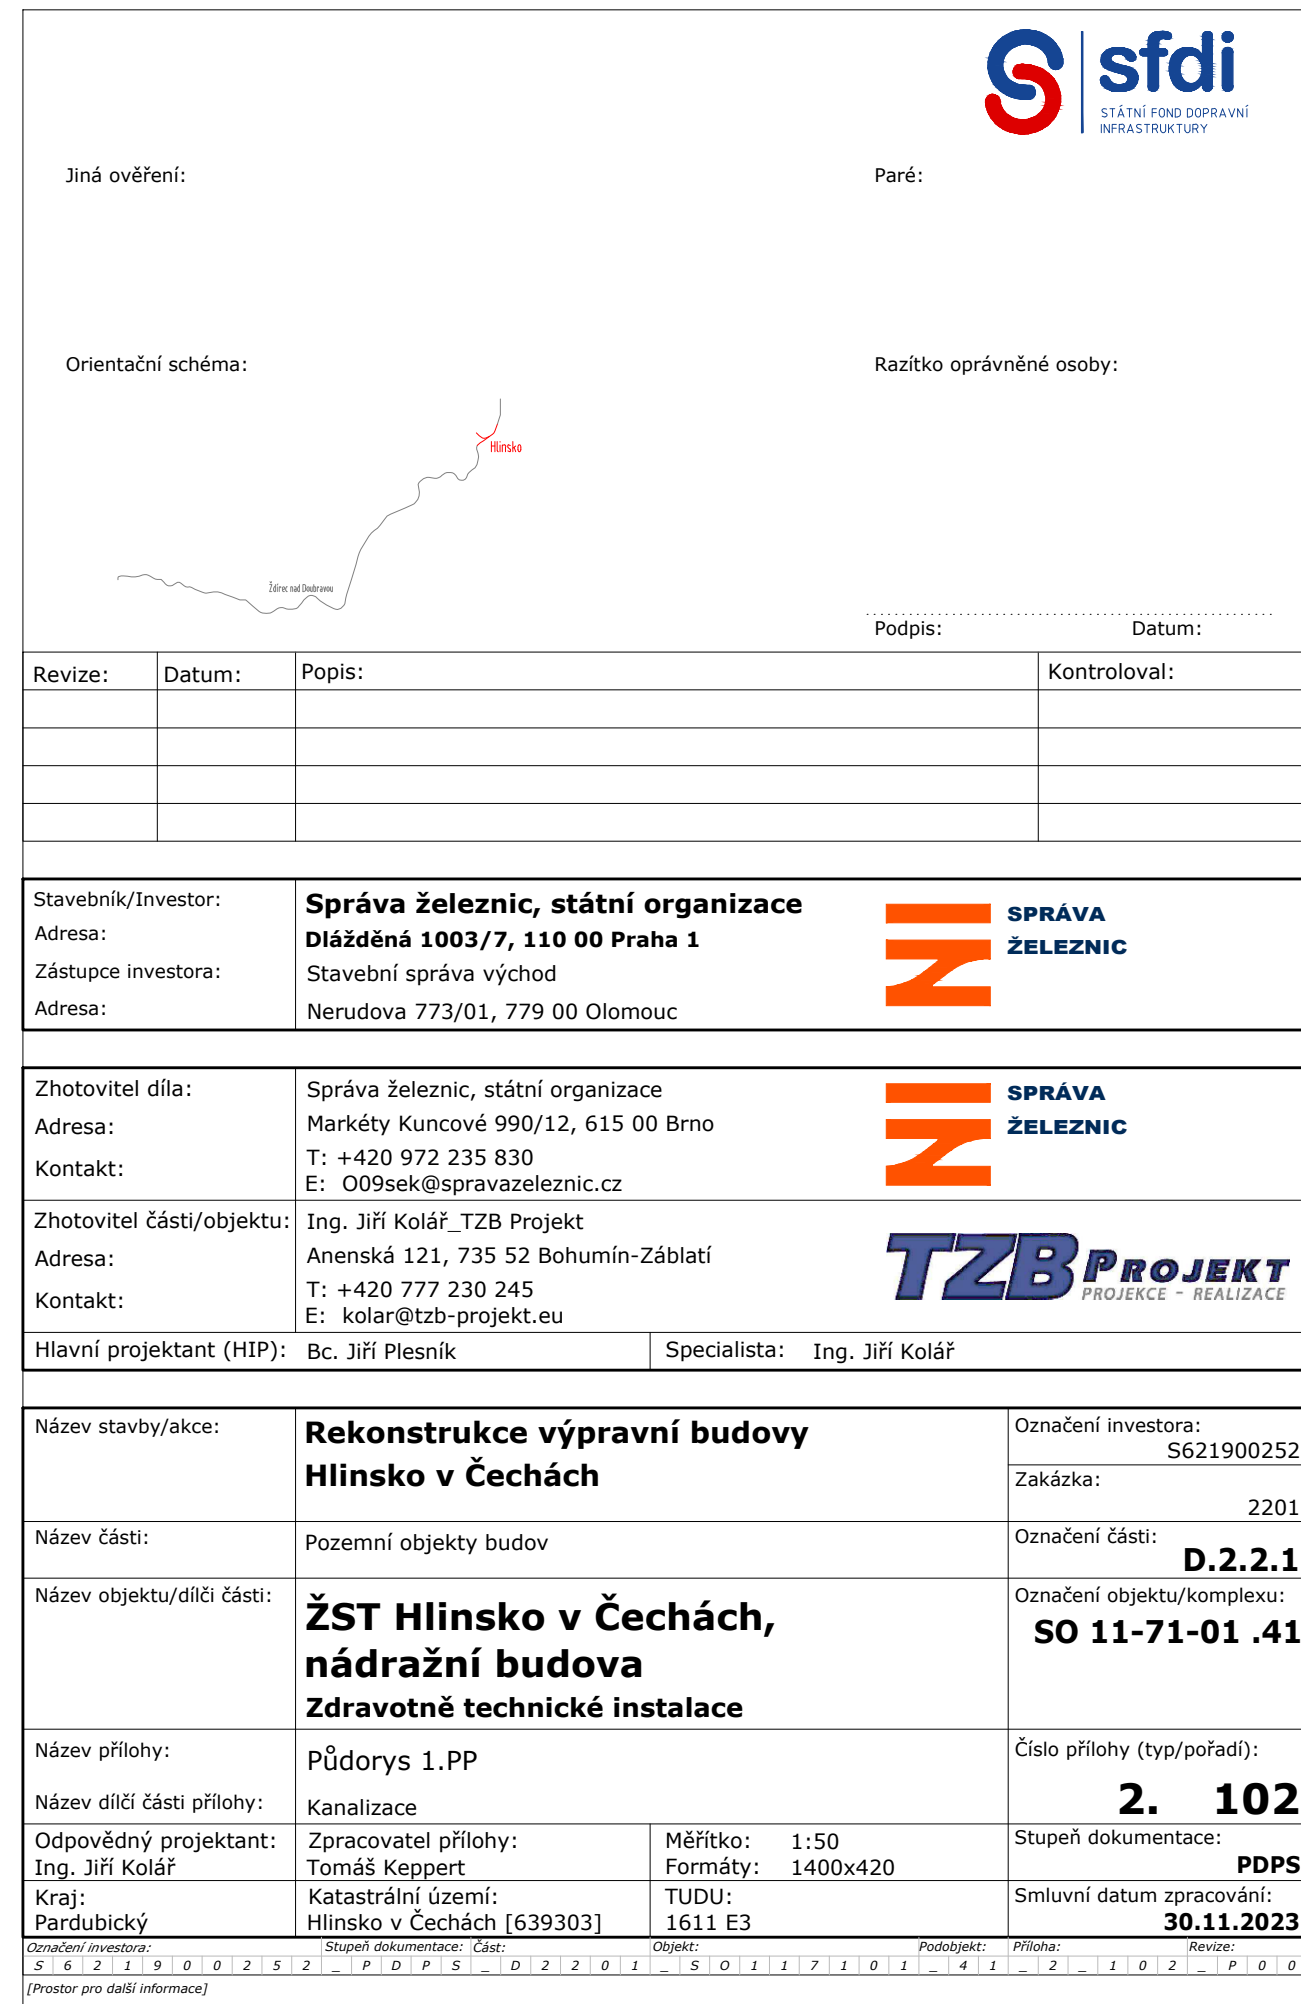 sfdi
STÁTNÍ FOND DOPRAVNÍ
INFRASTRUKTURY
Jiná ověření:
Paré:
Orientační schéma:
Razítko oprávněné osoby:
Hlinsko
Ždírec nad Doubravou
Podpis: Datum:
Revize: Datum: Popis: Kontroloval:
Stavebník/Investor: Správa železnic, státní organizace
Adresa: Dlážděná 1003/7, 110 00 Praha 1
Zástupce investora: Stavební správa východ
Adresa: Nerudova 773/01, 779 00 Olomouc
SPRÁVA
ŽELEZNIC
Zhotovitel díla: Správa železnic, státní organizace
Adresa: Markéty Kuncové 990/12, 615 00 Brno
Kontakt: T: +420 972 235 830
E: O09sek@spravazeleznic.cz
SPRÁVA
ŽELEZNIC
Zhotovitel části/objektu: Ing. Jiří Kolář_TZB Projekt
Adresa: Anenská 121, 735 52 Bohumín-Záblatí
Kontakt: T: +420 777 230 245
E: kolar@tzb-projekt.eu
TZB PROJEKT
PROJEKCE - REALIZACE
Hlavní projektant (HIP): Bc. Jiří Plesník Specialista: Ing. Jiří Kolář
Název stavby/akce: Rekonstrukce výpravní budovy
Hlinsko v Čechách
Označení investora:
S621900252
Zakázka:
2201
Název části: Pozemní objekty budov
Označení části:
D.2.2.1
Název objektu/dílči části: ŽST Hlinsko v Čechách,
nádražní budova
Zdravotně technické instalace
Označení objektu/komplexu:
SO 11-71-01 .41
Název přílohy: Půdorys 1.PP
Číslo přílohy (typ/pořadí):
Název dílčí části přílohy: Kanalizace
2. 102
Odpovědný projektant: Zpracovatel přílohy: Měřítko: 1:50 Stupeň dokumentace:
Ing. Jiří Kolář Tomáš Keppert Formáty: 1400x420 PDPS
Kraj: Katastrální území: TUDU: Smluvní datum zpracování:
Pardubický Hlinsko v Čechách [639303] 1611 E3 30.11.2023
Označení investora: Stupeň dokumentace: Část: Objekt: Podobjekt: Příloha: Revize:
S 6 2 1 9 0 0 2 5 2 _ P D P S _ D 2 2 0 1 _ S O 1 1 7 1 0 1 _ 4 1 _ 2 _ 1 0 2 _ P 0 0
[Prostor pro další informace]